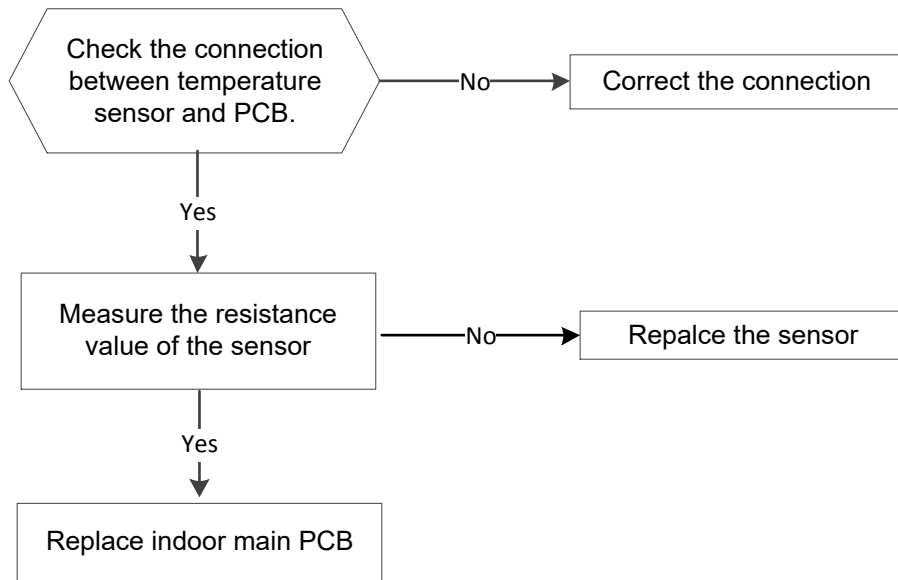 Check the connection
between temperature
sensor and PCB.
No
Correct the connection
Yes
Measure the resistance
value of the sensor
No
Repalce the sensor
Yes
Replace indoor main PCB